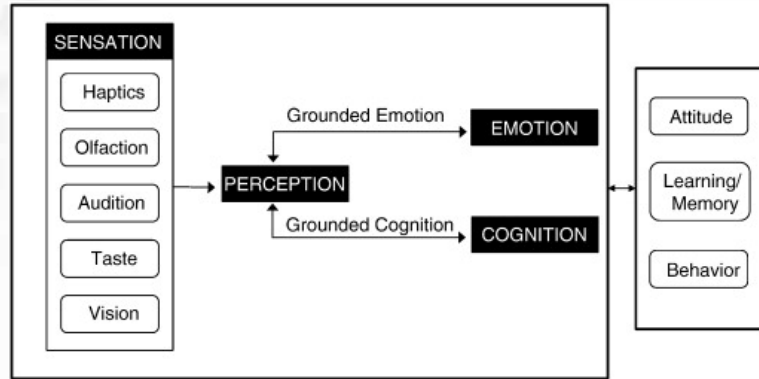 SENSATION
Haptics
Olfaction
Audition
Taste
Vision
PERCEPTION
Grounded Emotion
EMOTION
Grounded Cognition
COGNITION
Attitude
Learning/
Memory
Behavior